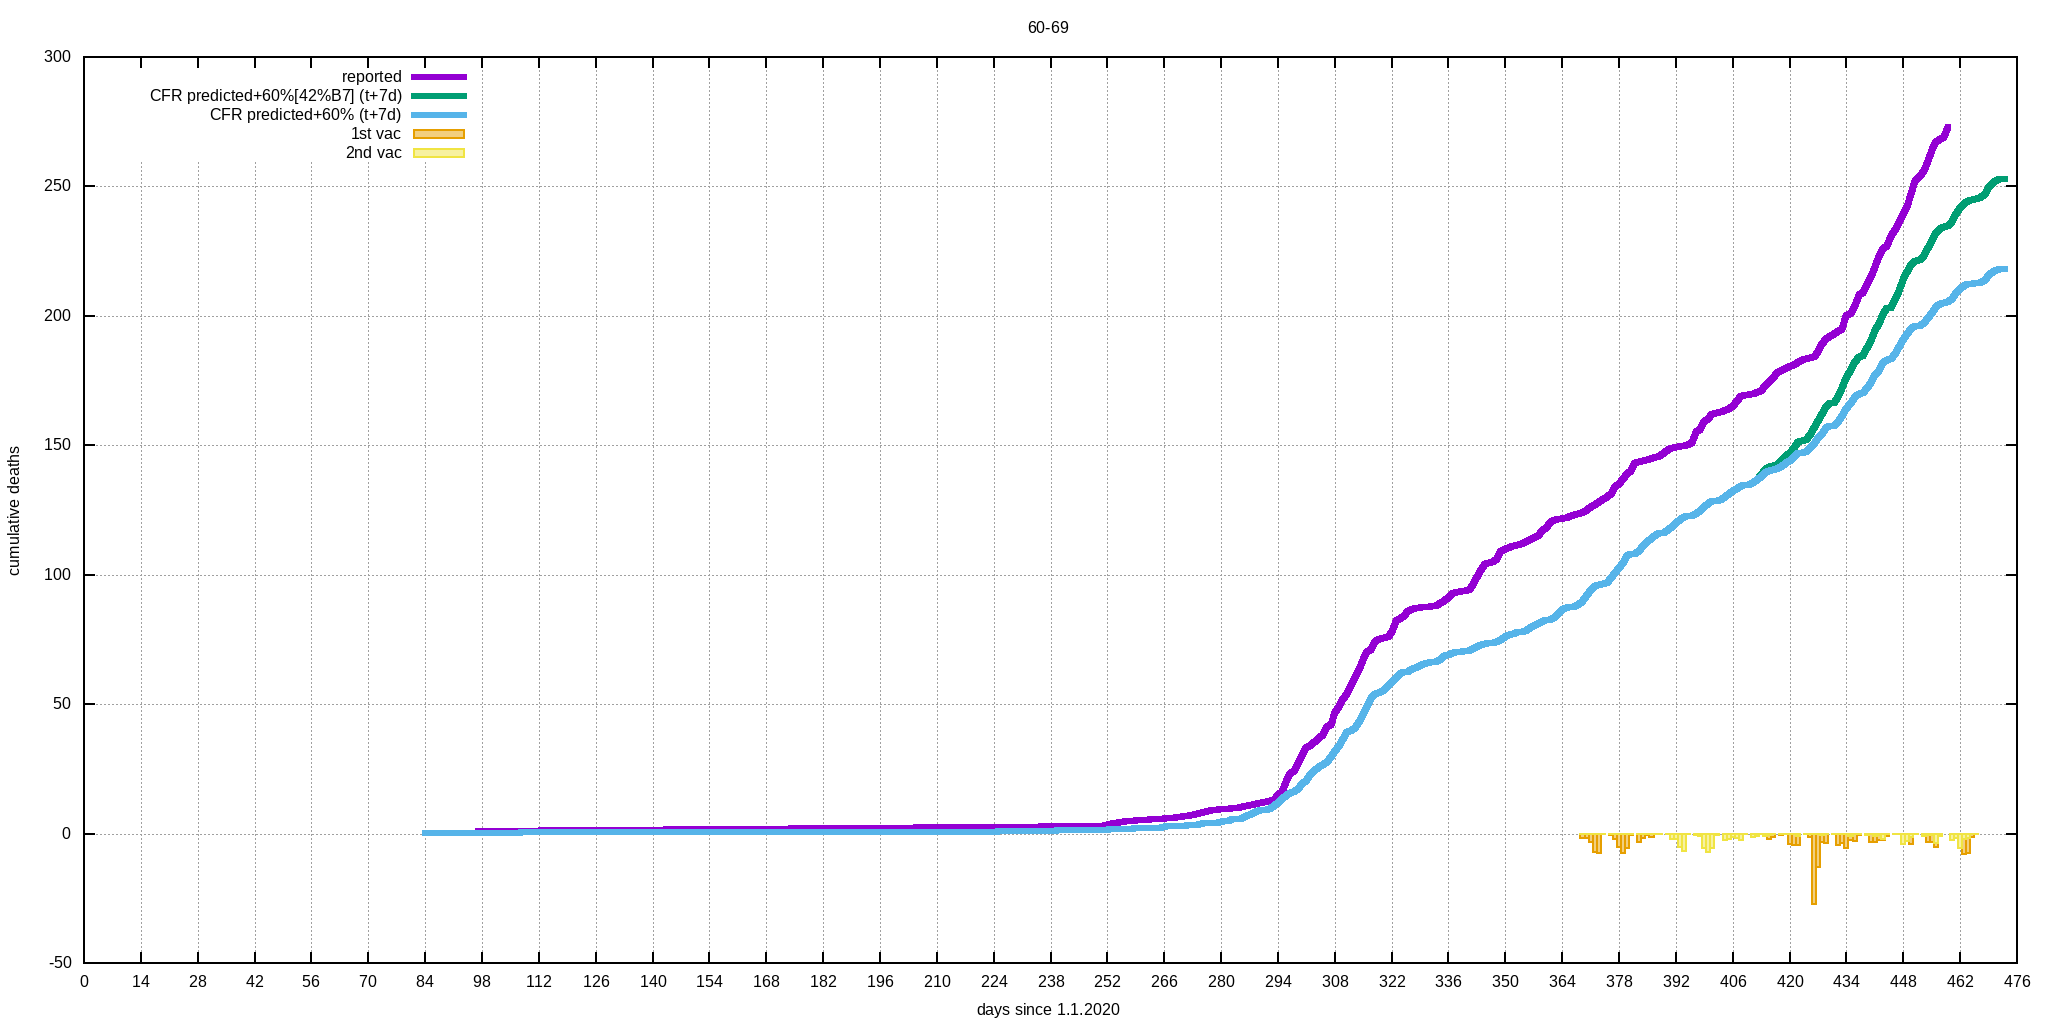 60-69
300
250
200
150
100
50
0
-50
cumulative deaths
reported
CFR predicted+60%[42%B7] (t+7d)
CFR predicted+60% (t+7d)
1st vac
2nd vac
0 14 28 42 56 70 84 98 112 126 140 154 168 182 196 210 224 238 252 266 280 294 308 322 336 350 364 378 392 406 420 434 448 462 476
days since 1.1.2020